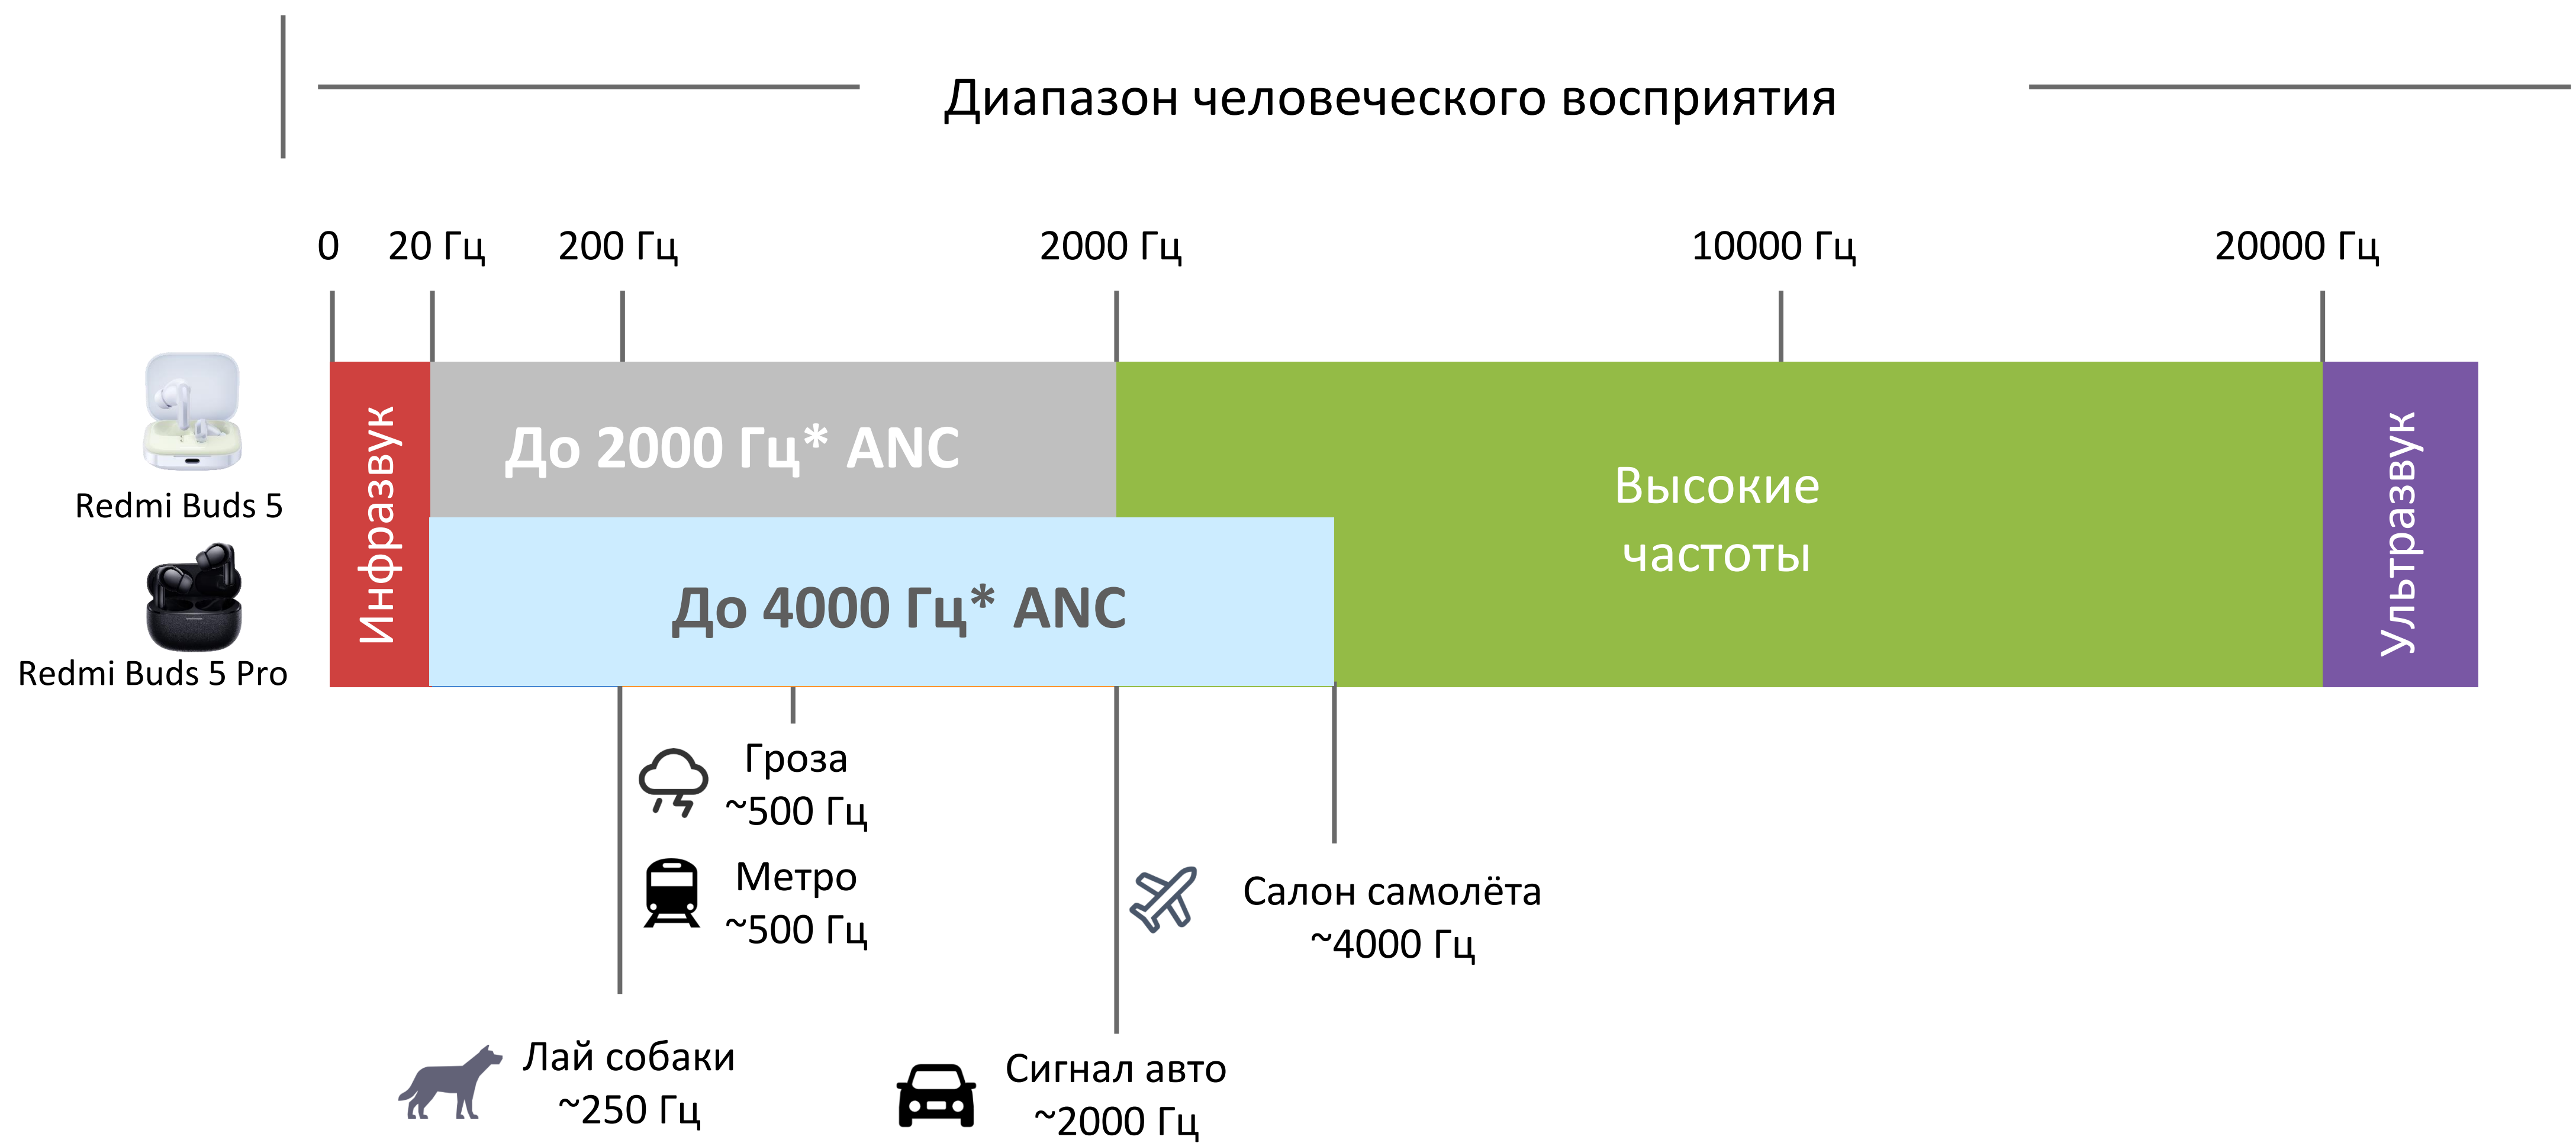 Диапазон человеческого восприятия
0 20 Гц 200 Гц 2000 Гц 10000 Гц 20000 Гц
Redmi Buds 5
Redmi Buds 5 Pro
Инфразвук
До 2000 Гц* ANC
До 4000 Гц* ANC
Высокие
частоты
Ультразвук
Гроза
~500 Гц
Метро
~500 Гц
Салон самолёта
~4000 Гц
Лай собаки
~250 Гц
Сигнал авто
~2000 Гц